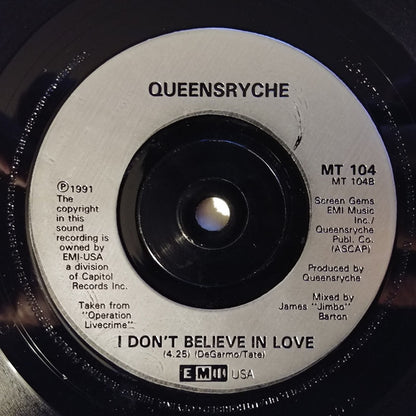 QUEENSRYCHE
MT 104
MT 104B
℗ 1991
The
copyright
in this
sound
recording is
owned by
EMI-USA
a division
of Capitol
Records Inc.
Taken from
"Operation
Livecrime"
Screen Gems
EMI Music
Inc./
Queensryche
Publ. Co.
(ASCAP)
Produced by
Queensryche
Mixed by
James "Jimbo"
Barton
I DON'T BELIEVE IN LOVE
(4.25) (DeGarmo/Tate)
EMI USA